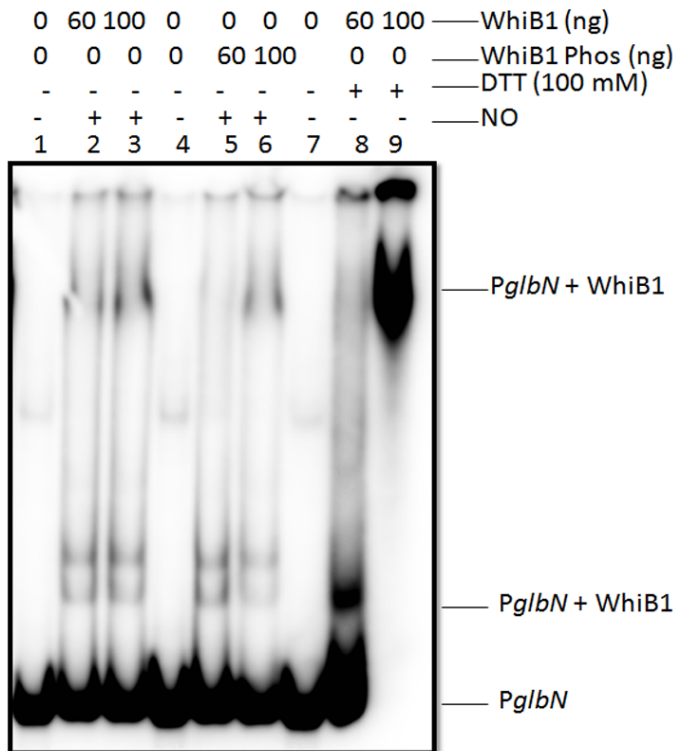 0 60 100 0 0 0 0 60 100 WhiB1 (ng)
0 0 0 0 60 100 0 0 0 WhiB1 Phos (ng)
- - - - - - - + + DTT (100 mM)
- + + - + + - - - NO
1 2 3 4 5 6 7 8 9
PglbN + WhiB1
PglbN + WhiB1
PglbN